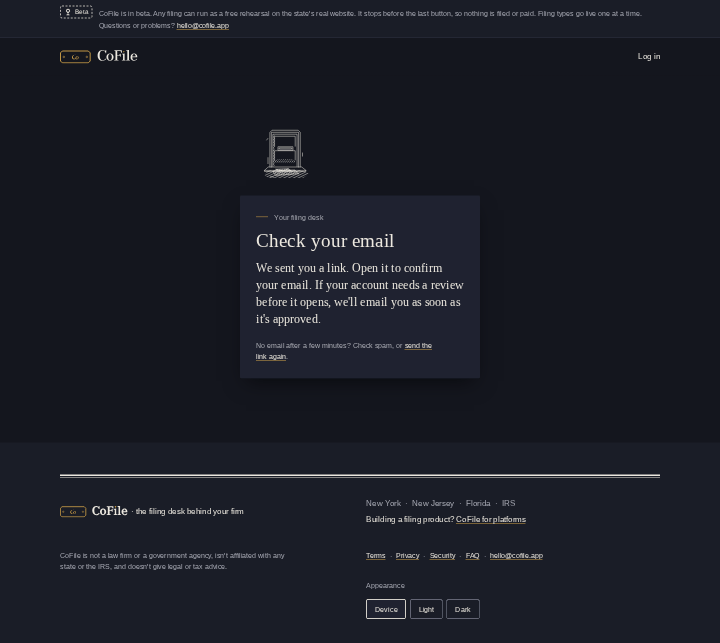 Beta
CoFile is in beta. Any filing can run as a free rehearsal on the state's real website. It stops before the last button, so nothing is filed or paid. Filing types go live one at a time.
Questions or problems? hello@cofile.app
Co CoFile
Log in
Your filing desk
Check your email
We sent you a link. Open it to confirm
your email. If your account needs a review
before it opens, we'll email you as soon as
it's approved.
No email after a few minutes? Check spam, or send the
link again.
Co CoFile · the filing desk behind your firm
CoFile is not a law firm or a government agency, isn't affiliated with any
state or the IRS, and doesn't give legal or tax advice.
New York · New Jersey · Florida · IRS
Building a filing product? CoFile for platforms
Terms · Privacy · Security · FAQ · hello@cofile.app
Appearance
Device Light Dark